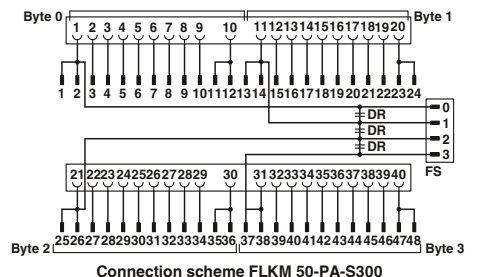 Byte 0 Byte 1
1 2 3 4 5 6 7 8 9 10 11 12 13 14 15 16 17 18 19 20
1 2 3 4 5 6 7 8 9 10 11 12 13 14 15 16 17 18 19 20 21 22 23 24
0
DR
1
DR
2
DR
3
FS
21 22 23 24 25 26 27 28 29 30 31 32 33 34 35 36 37 38 39 40
25 26 27 28 29 30 31 32 33 34 35 36 37 38 39 40 41 42 43 44 45 46 47 48
Byte 2 Byte 3
Connection scheme FLKM 50-PA-S300